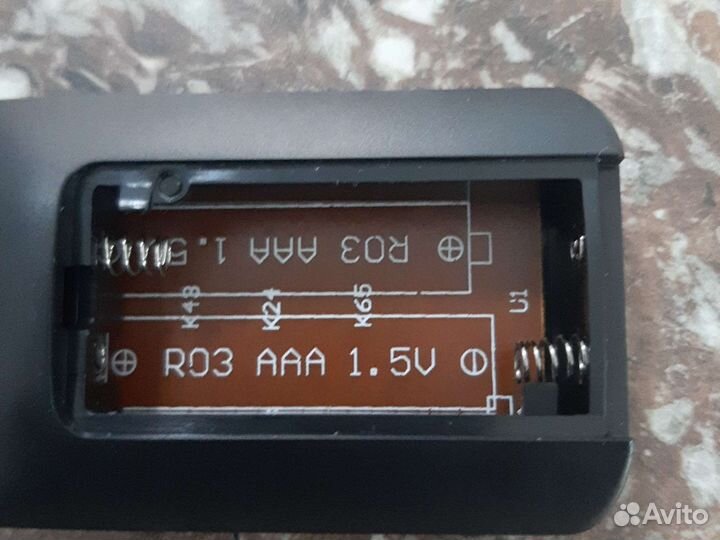 ⊕ R03 AAA 1.5
K48 K24 K65
U1
⊕ R03 AAA 1.5V ⊖
Avito